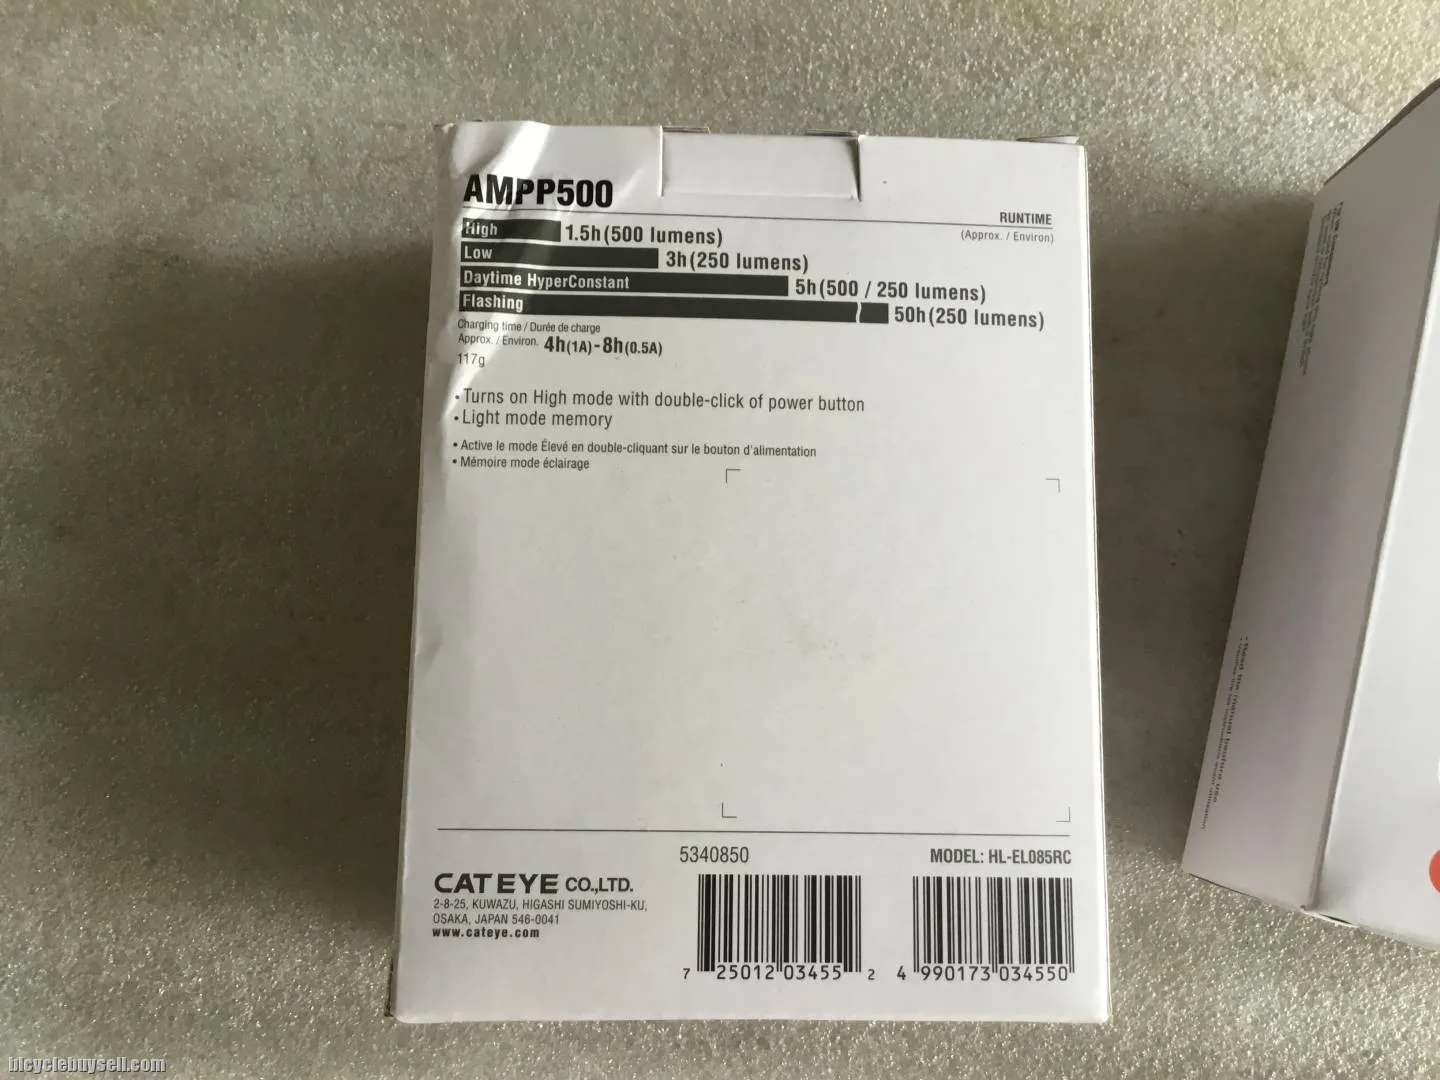 AMPP500
RUNTIME
(Approx. / Environ)
High 1.5h(500 lumens)
Low 3h(250 lumens)
Daytime HyperConstant 5h(500 / 250 lumens)
Flashing 50h(250 lumens)
Charging time / Durée de charge
Approx. / Environ. 4h(1A)-8h(0.5A)
117g
• Turns on High mode with double-click of power button
• Light mode memory
• Active le mode Élevé en double-cliquant sur le bouton d'alimentation
• Mémoire mode éclairage
5340850
MODEL: HL-EL085RC
CATEYE CO.,LTD.
2-8-25, KUWAZU, HIGASHI SUMIYOSHI-KU,
OSAKA, JAPAN 546-0041
www.cateye.com
7 25012 03455 2
4 990173 034550
bicyclebuysell.com